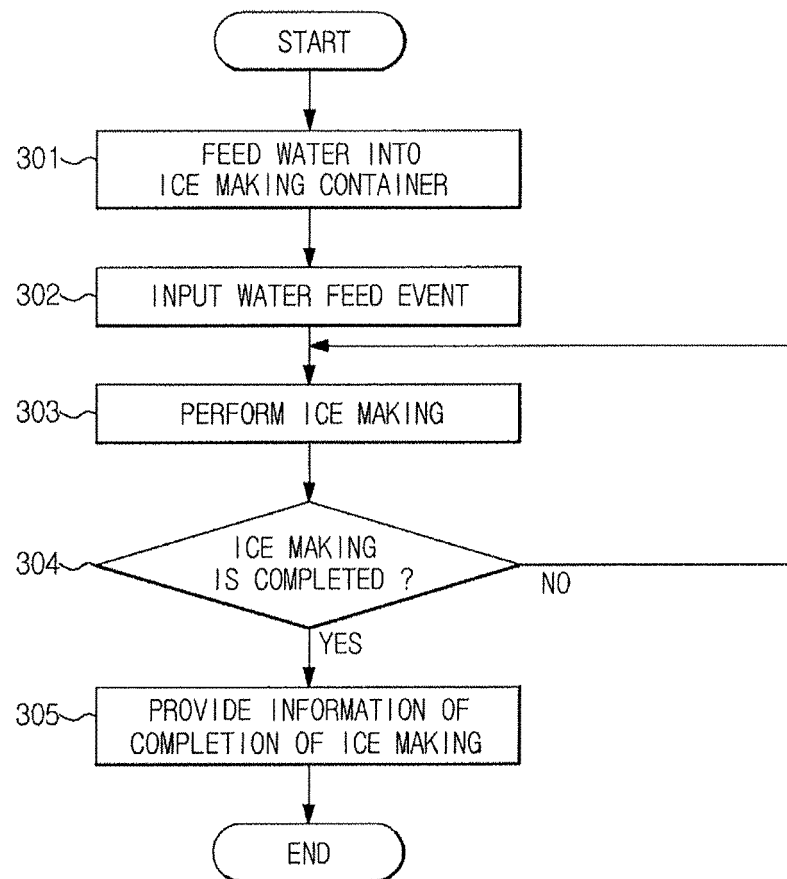 START
301
FEED WATER INTO
ICE MAKING CONTAINER
302
INPUT WATER FEED EVENT
303
PERFORM ICE MAKING
304
ICE MAKING
IS COMPLETED ?
NO
YES
305
PROVIDE INFORMATION OF
COMPLETION OF ICE MAKING
END